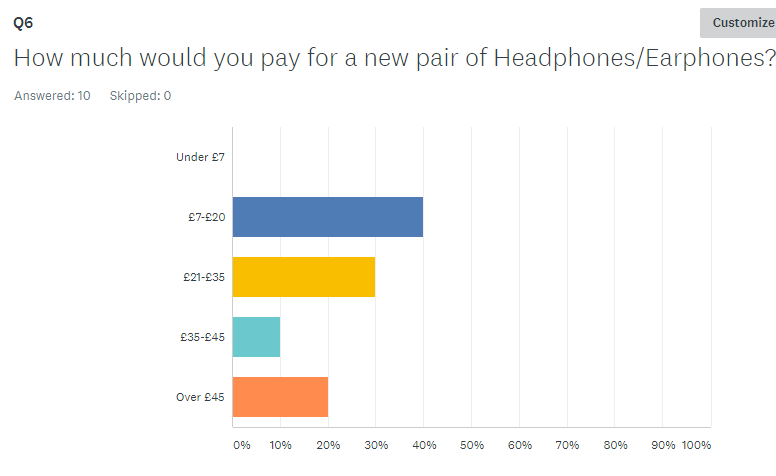 Q6
Customize
How much would you pay for a new pair of Headphones/Earphones?
Answered: 10 Skipped: 0
Under £7
£7-£20
£21-£35
£35-£45
Over £45
0% 10% 20% 30% 40% 50% 60% 70% 80% 90% 100%